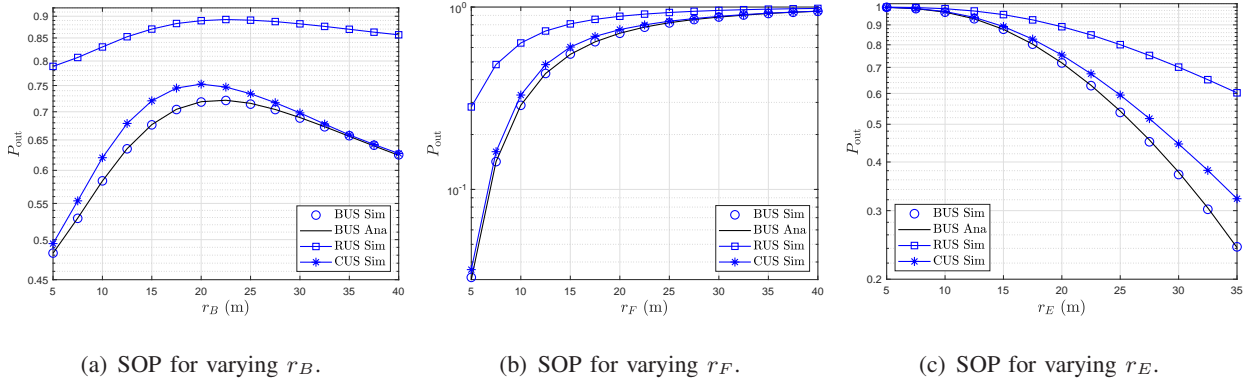 0.9
0.85
0.8
0.75
0.7
0.65
0.6
0.55
0.5
0.45
P_out
5 10 15 20 25 30 35 40
r_B (m)
BUS Sim
BUS Ana
RUS Sim
CUS Sim
10^0
10^-1
P_out
5 10 15 20 25 30 35 40
r_F (m)
BUS Sim
BUS Ana
RUS Sim
CUS Sim
1
0.9
0.8
0.7
0.6
0.5
0.4
0.3
0.2
P_out
5 10 15 20 25 30 35
r_E (m)
BUS Sim
BUS Ana
RUS Sim
CUS Sim
(a) SOP for varying r_B.
(b) SOP for varying r_F.
(c) SOP for varying r_E.